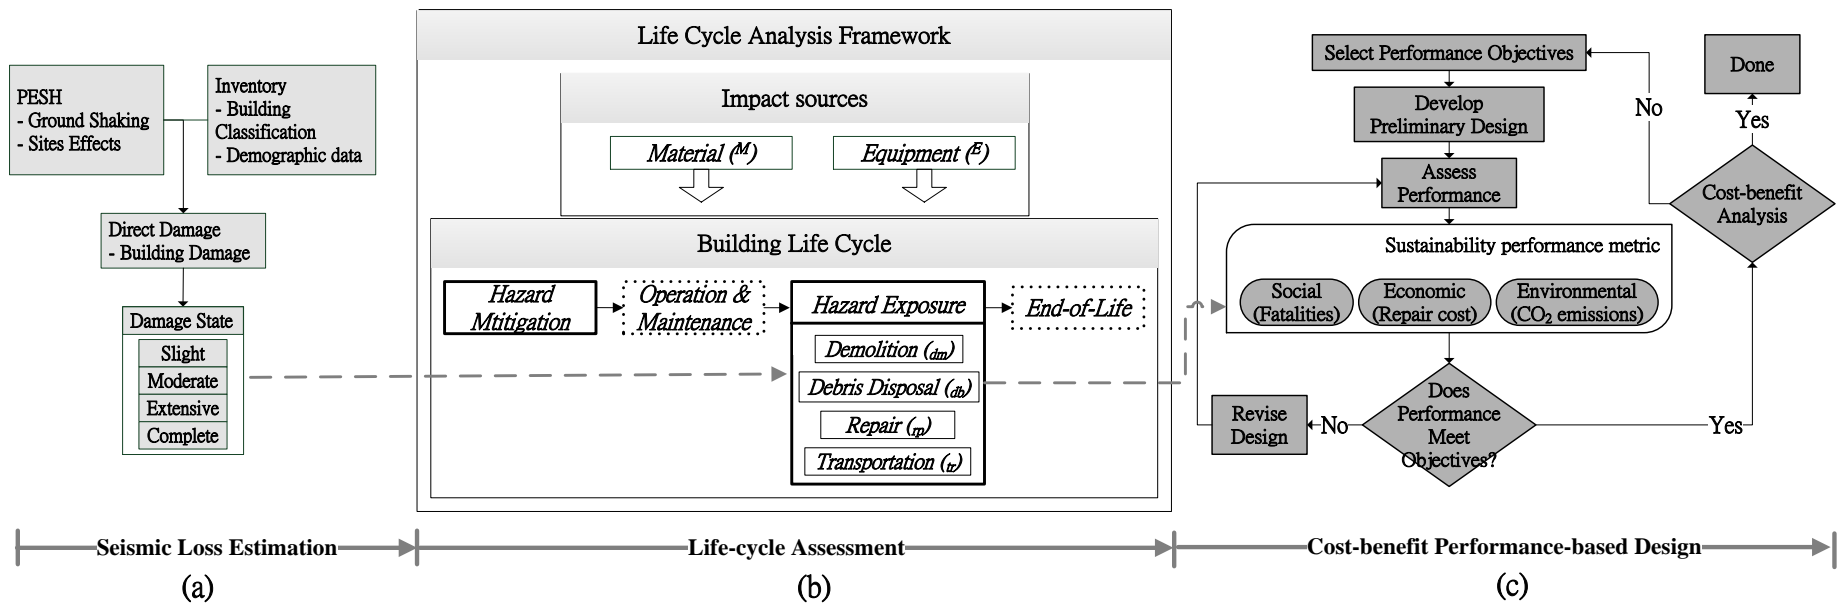 PESH
- Ground Shaking
- Sites Effects
Inventory
- Building
Classification
- Demographic data
Direct Damage
- Building Damage
Damage State
Slight
Moderate
Extensive
Complete
Seismic Loss Estimation
(a)
Life Cycle Analysis Framework
Impact sources
Material (M)
Equipment (E)
Building Life Cycle
Hazard
Mtitigation
Operation &
Maintenance
Hazard Exposure
End-of-Life
Demolition (dm)
Debris Disposal (db)
Repair (rp)
Transportation (tr)
Life-cycle Assessment
(b)
Select Performance Objectives
Develop
Preliminary Design
Assess
Performance
Sustainability performance metric
Social
(Fatalities)
Economic
(Repair cost)
Environmental
(CO₂ emissions)
Does
Performance
Meet
Objectives?
No
Revise
Design
Yes
Cost-benefit
Analysis
No
Yes
Done
Cost-benefit Performance-based Design
(c)